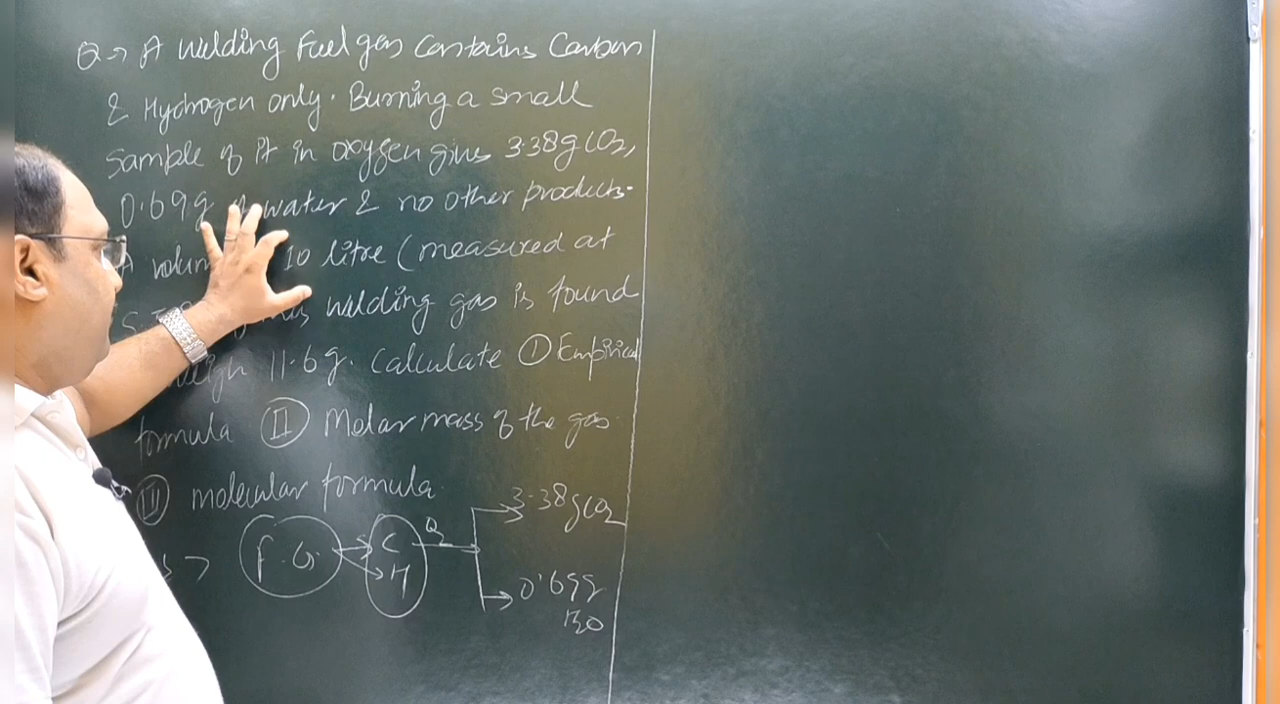 Q→ A Welding Fuel gas Contains Carbon
& Hydrogen only. Burning a small
Sample of it in oxygen gives 3.38g CO2,
0.69g water & no other products.
A 10 litre (measured at
welding gas is found
11.6g. Calculate ① Empirical
formula Ⅱ Molar mass of the gas.
Ⅲ molecular formula.
3.38g CO2
F.G. C O2
H
0.69g
H2O